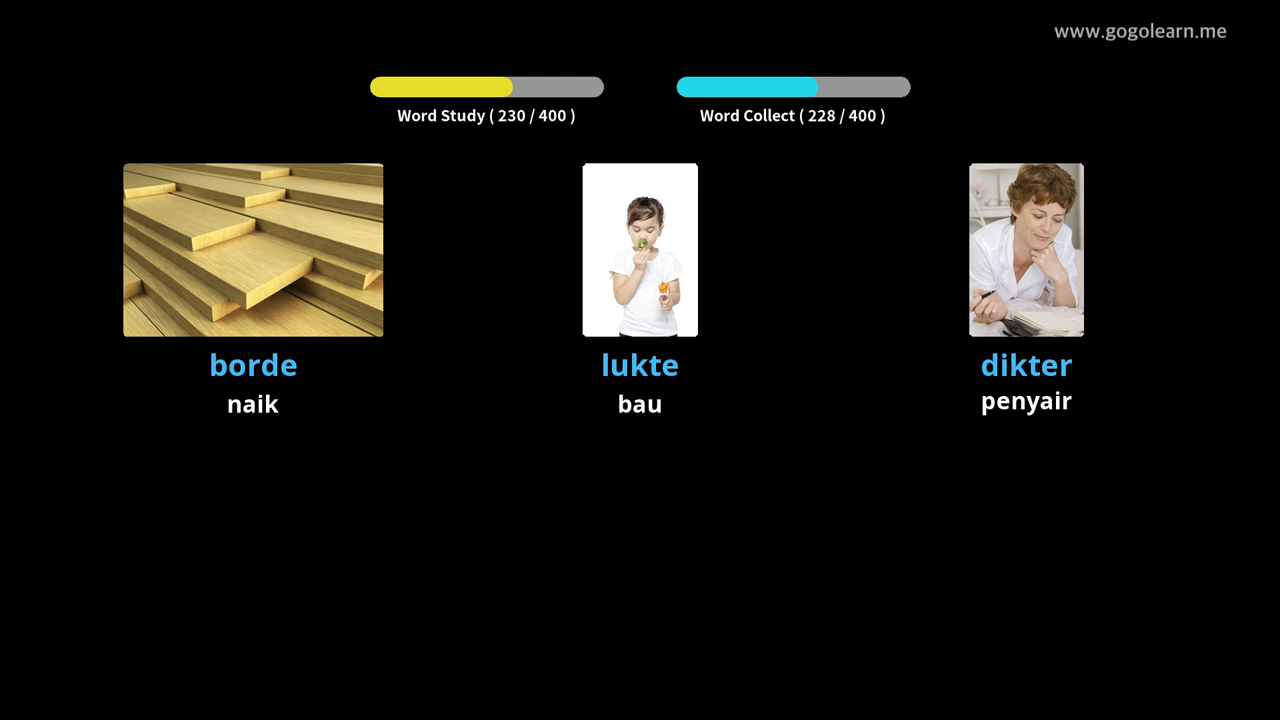 www.gogolearn.me
Word Study ( 230 / 400 )
Word Collect ( 228 / 400 )
borde
naik
lukte
bau
dikter
penyair